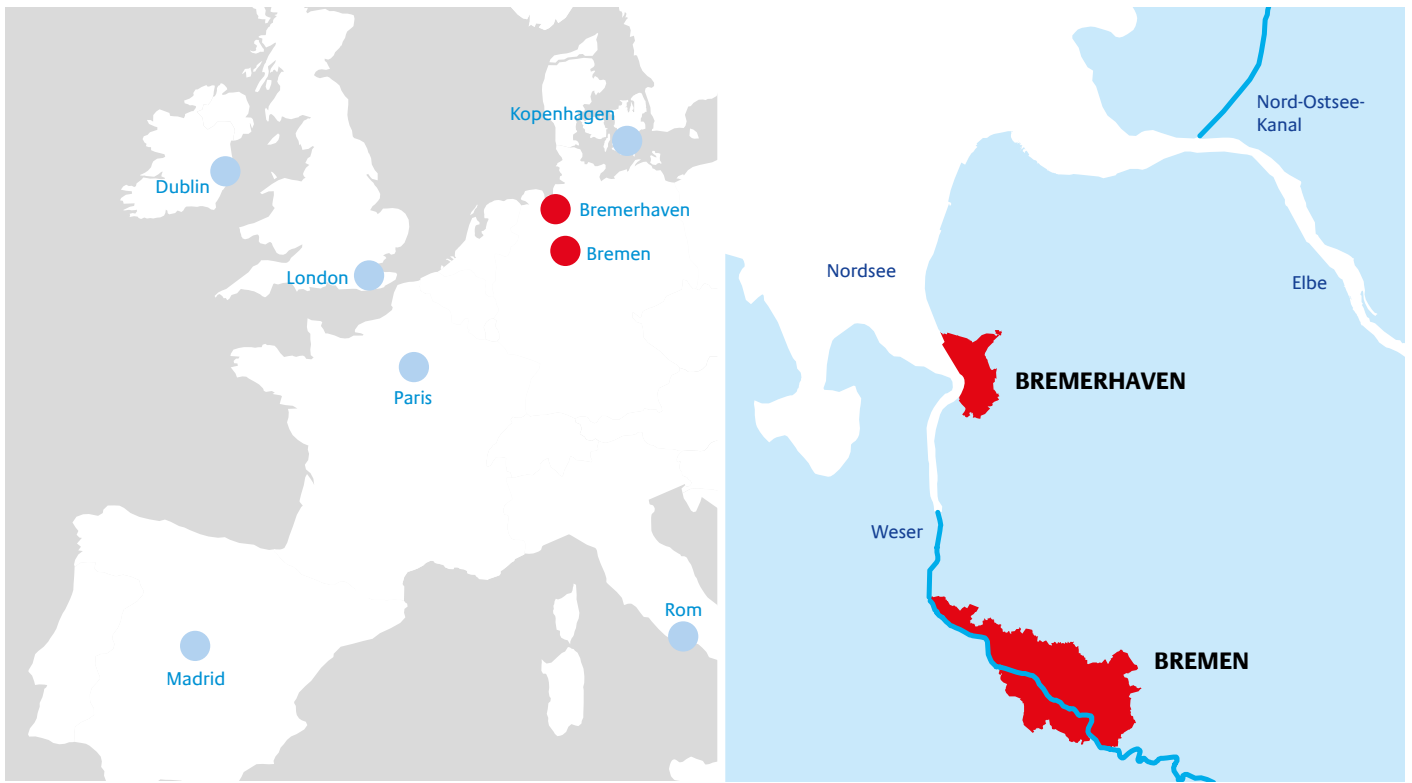 Kopenhagen
Dublin
Bremerhaven
Bremen
London
Paris
Rom
Madrid
Nord-Ostsee-
Kanal
Nordsee
Elbe
BREMERHAVEN
Weser
BREMEN